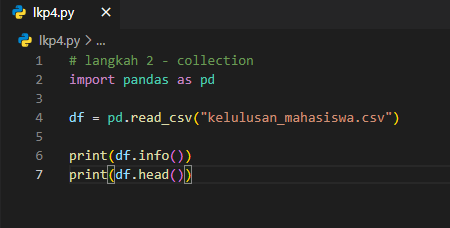 lkp4.py ×
lkp4.py > ...
1 # langkah 2 - collection
2 import pandas as pd
3
4 df = pd.read_csv("kelulusan_mahasiswa.csv")
5
6 print(df.info())
7 print(df.head())